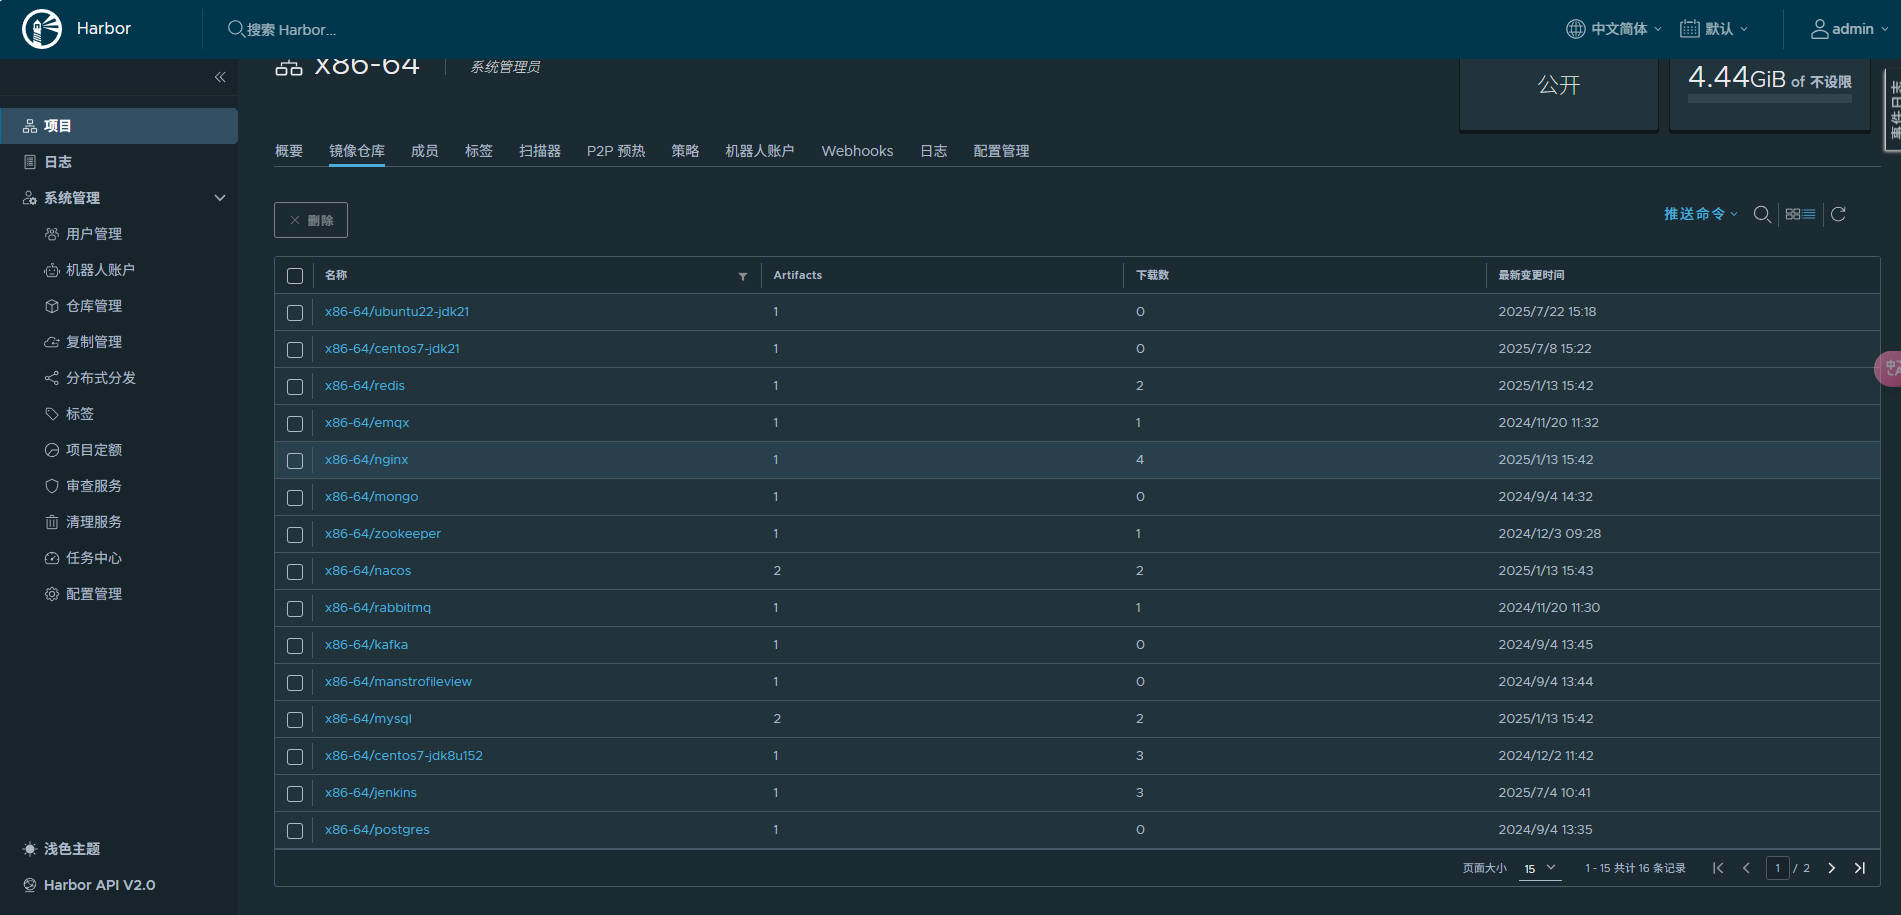 Harbor
搜索 Harbor...
中文简体
默认
admin
x86-64
系统管理员
公开
4.44GiB of 不设限
事件日志
项目
日志
系统管理
用户管理
机器人账户
仓库管理
复制管理
分布式分发
标签
项目定额
审查服务
清理服务
任务中心
配置管理
浅色主题
Harbor API V2.0
概要 镜像仓库 成员 标签 扫描器 P2P 预热 策略 机器人账户 Webhooks 日志 配置管理
删除
推送命令
名称 Artifacts 下载数 最新变更时间
x86-64/ubuntu22-jdk21 1 0 2025/7/22 15:18
x86-64/centos7-jdk21 1 0 2025/7/8 15:22
x86-64/redis 1 2 2025/1/13 15:42
x86-64/emqx 1 1 2024/11/20 11:32
x86-64/nginx 1 4 2025/1/13 15:42
x86-64/mongo 1 0 2024/9/4 14:32
x86-64/zookeeper 1 1 2024/12/3 09:28
x86-64/nacos 2 2 2025/1/13 15:43
x86-64/rabbitmq 1 1 2024/11/20 11:30
x86-64/kafka 1 0 2024/9/4 13:45
x86-64/manstrofileview 1 0 2024/9/4 13:44
x86-64/mysql 2 2 2025/1/13 15:42
x86-64/centos7-jdk8u152 1 3 2024/12/2 11:42
x86-64/jenkins 1 3 2025/7/4 10:41
x86-64/postgres 1 0 2024/9/4 13:35
页面大小 15 1 - 15 共计 16 条记录 1 / 2